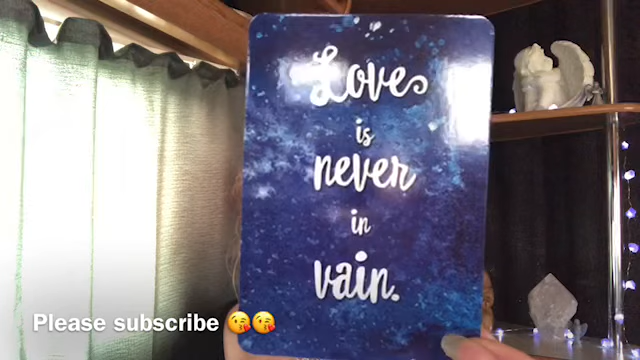 Love
is
never
in
vain.
Please subscribe 😘😘